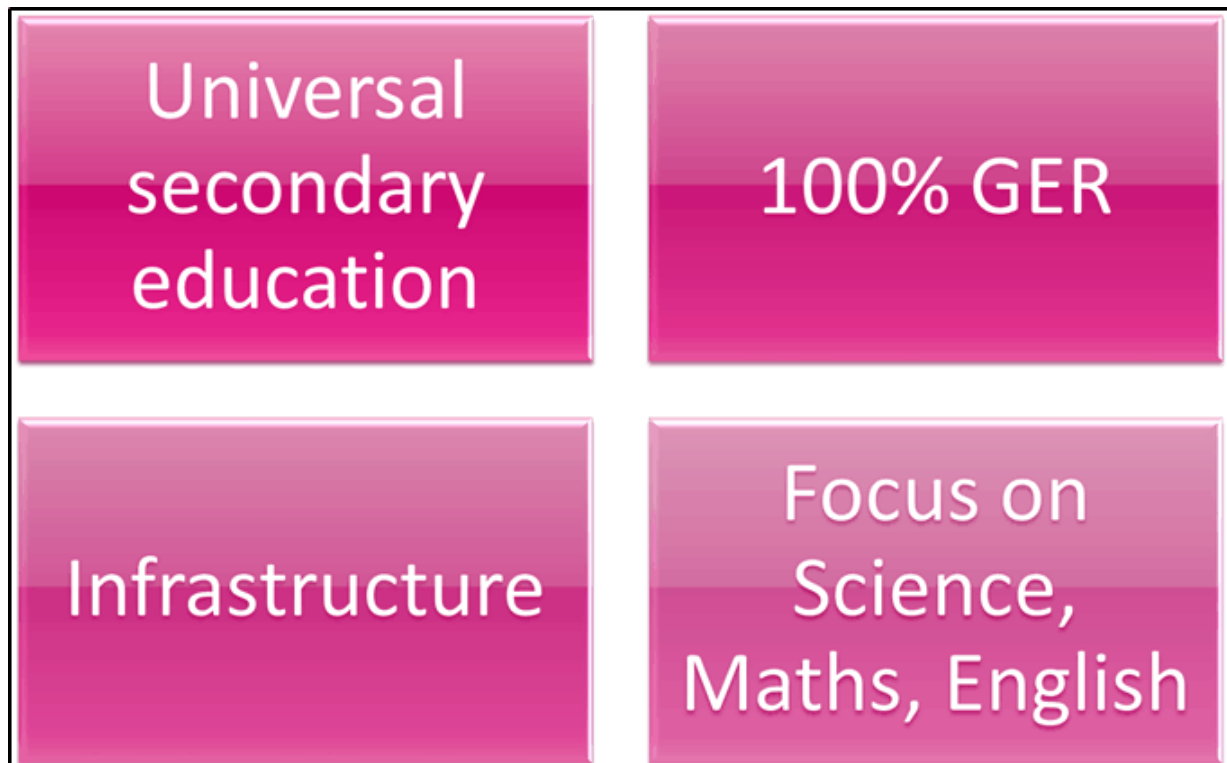 Universal
secondary
education
100% GER
Infrastructure
Focus on
Science,
Maths, English